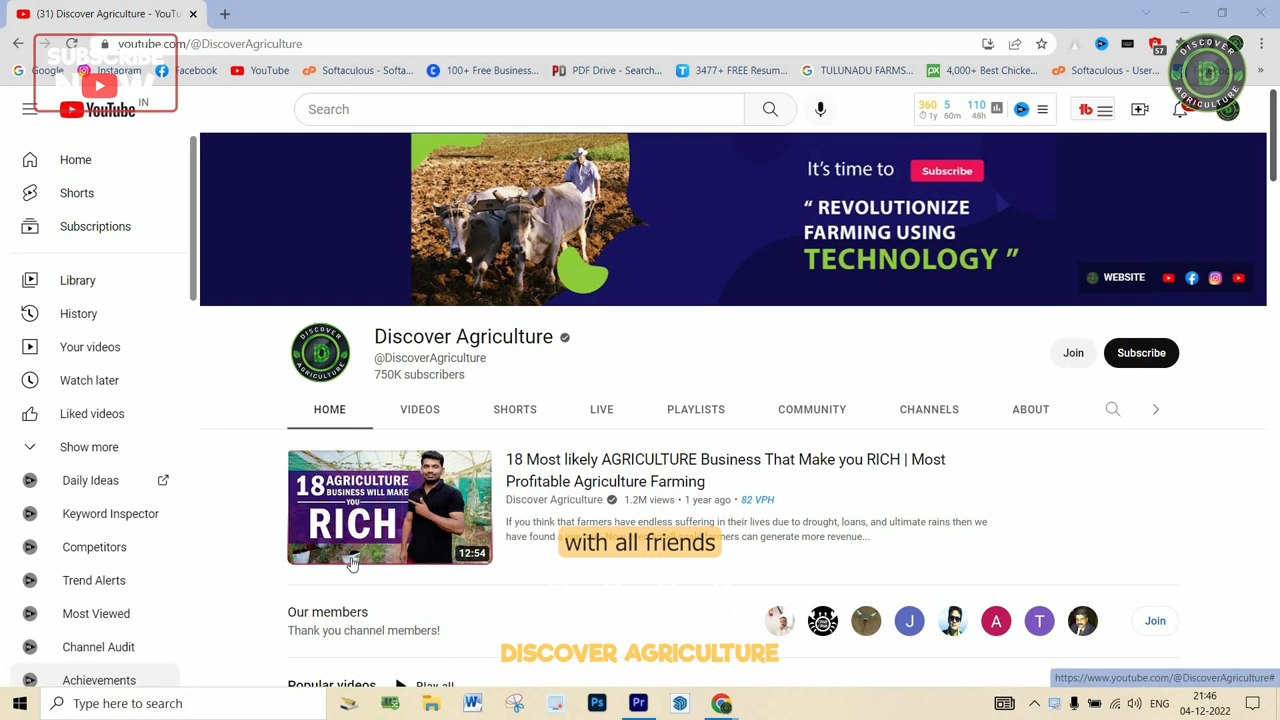 (31) Agriculture - YouTu
SUBSCRIBE
NOW
youtube.com/@DiscoverAgriculture
57
Google
Instagram
Facebook
YouTube
Softaculous - Softa...
100+ Free Business...
PDF Drive - Search...
3477+ FREE Resum...
TULUNADU FARMS...
4,000+ Best Chicke...
Softaculous - User...
DISCOVER
AGRICULTURE
YouTube IN
Search
360 5 110
1y 60m 48h
tb
Home
Shorts
Subscriptions
Library
History
Your videos
Watch later
Liked videos
Show more
Daily Ideas
Keyword Inspector
Competitors
Trend Alerts
Most Viewed
Channel Audit
Achievements
It's time to Subscribe
“ REVOLUTIONIZE
FARMING USING
TECHNOLOGY ”
WEBSITE
DISCOVER
D
AGRICULTURE
Discover Agriculture
@DiscoverAgriculture
750K subscribers
Join
Subscribe
HOME VIDEOS SHORTS LIVE PLAYLISTS COMMUNITY CHANNELS ABOUT
18 AGRICULTURE
BUSINESS WILL MAKE
YOU
RICH
12:54
18 Most likely AGRICULTURE Business That Make you RICH | Most
Profitable Agriculture Farming
Discover Agriculture 1.2M views • 1 year ago • 82 VPH
If you think that farmers have endless suffering in their lives due to drought, loans, and ultimate rains then we
have found a can generate more revenue...
with all friends
Our members
Thank you channel members!
J
A
T
Join
DISCOVER AGRICULTURE
Popular videos Play all
https://www.youtube.com/@DiscoverAgriculture#
Type here to search
ENG
21:46
04-12-2022